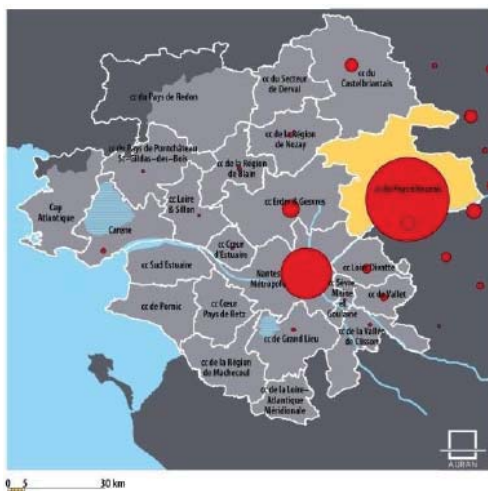 cc du Secteur
de Derval
cc du
Castelbriantais
cc du Pays de Redon
cc de la Région
de Nozay
cc du Pays de Pontchâteau
St-Gildas-des-Bois
cc de la Région
de Blain
Cap
Atlantique
Carene
cc Loire
& Sillon
cc Erdre & Gesvres
cc Cœur
d'Estuaire
cc Sud Estuaire
Nantes
Métropole
cc Loire Divatte
cc Sèvre,
Maine
&
Goulaine
cc de Vallet
cc de Pornic
cc Cœur
Pays de Retz
cc de Grand Lieu
cc de la Vallée
de Clisson
cc de la Région
de Machecoul
cc de la Loire-
Atlantique
Méridionale
AURAN
0 5 30 km